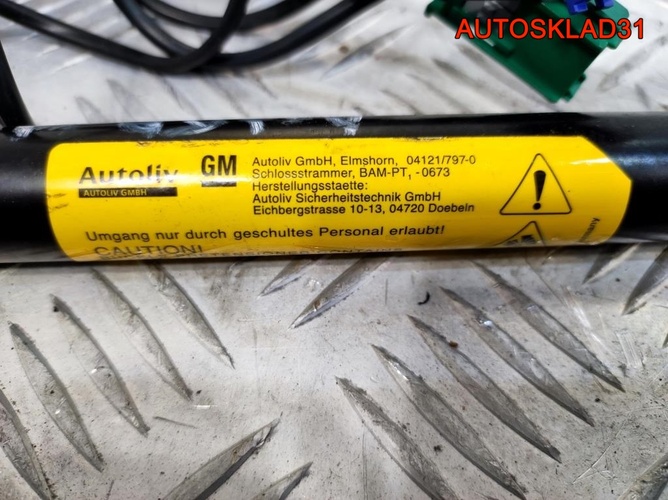 AUTOSKLAD31
Autoliv
AUTOLIV GMBH
GM
Autoliv GmbH, Elmshorn, 04121/797-0
Schlossstrammer, BAM-PT, -0673
Herstellungsstaette:
Autoliv Sicherheitstechnik GmbH
Eichbergstrasse 10-13, 04720 Doebeln
Umgang nur durch geschultes Personal erlaubt!
CAUTION!